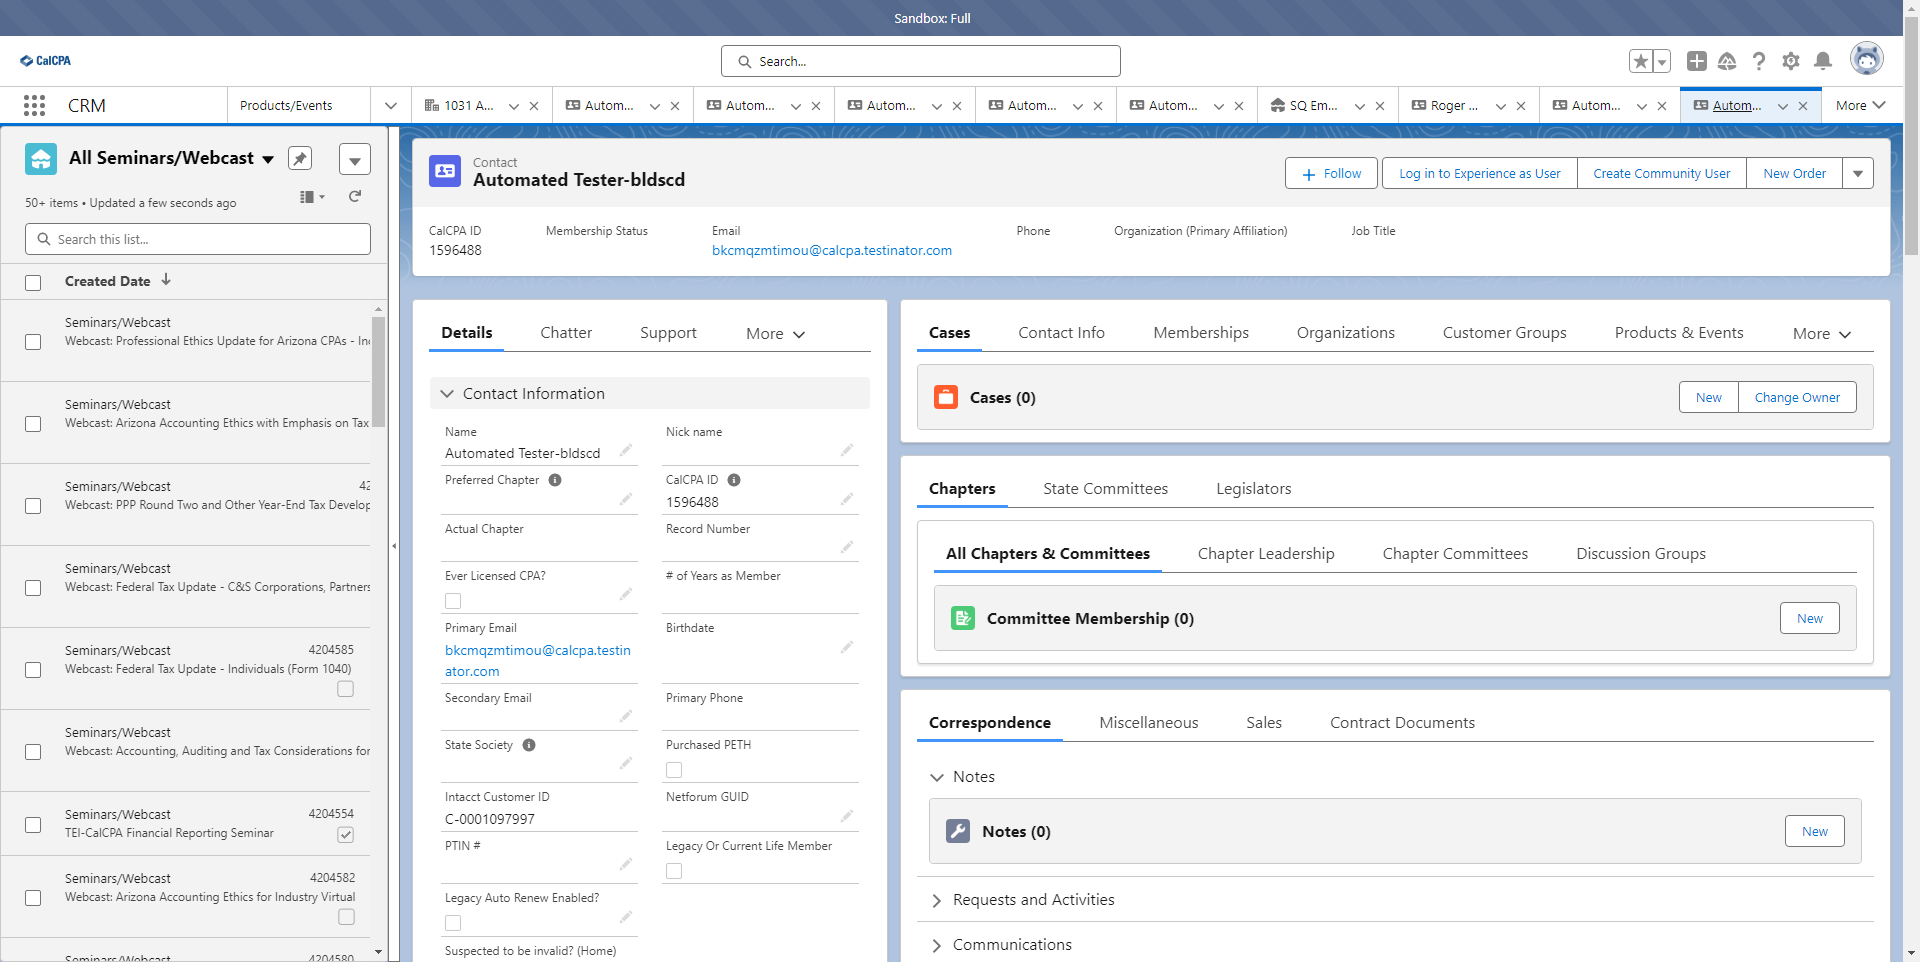 Sandbox: Full
CalCPA
Search...
CRM
Products/Events
1031 A...
Autom...
Autom...
Autom...
Autom...
Autom...
SQ Em...
Roger ...
Autom...
Autom...
More
All Seminars/Webcast
50+ items • Updated a few seconds ago
Search this list...
Created Date
Seminars/Webcast
Webcast: Professional Ethics Update for Arizona CPAs - In
Seminars/Webcast
Webcast: Arizona Accounting Ethics with Emphasis on Tax
Seminars/Webcast
42
Webcast: PPP Round Two and Other Year-End Tax Develop
Seminars/Webcast
Webcast: Federal Tax Update - C&S Corporations, Partners
Seminars/Webcast
4204585
Webcast: Federal Tax Update - Individuals (Form 1040)
Seminars/Webcast
Webcast: Accounting, Auditing and Tax Considerations for
Seminars/Webcast
4204554
TEI-CalCPA Financial Reporting Seminar
Seminars/Webcast
4204582
Webcast: Arizona Accounting Ethics for Industry Virtual
Seminars/Webcast
4204580
Contact
Automated Tester-bldscd
Follow
Log in to Experience as User
Create Community User
New Order
CalCPA ID
1596488
Membership Status
Email
bkcmqzmtimou@calcpa.testinator.com
Phone
Organization (Primary Affiliation)
Job Title
Details
Chatter
Support
More
Contact Information
Name
Automated Tester-bldscd
Nick name
Preferred Chapter
CalCPA ID
1596488
Actual Chapter
Record Number
Ever Licensed CPA?
# of Years as Member
Primary Email
bkcmqzmtimou@calcpa.testin
ator.com
Birthdate
Secondary Email
Primary Phone
State Society
Purchased PETH
Intacct Customer ID
C-0001097997
Netforum GUID
PTIN #
Legacy Or Current Life Member
Legacy Auto Renew Enabled?
Suspected to be invalid? (Home)
Cases
Contact Info
Memberships
Organizations
Customer Groups
Products & Events
More
Cases (0)
New
Change Owner
Chapters
State Committees
Legislators
All Chapters & Committees
Chapter Leadership
Chapter Committees
Discussion Groups
Committee Membership (0)
New
Correspondence
Miscellaneous
Sales
Contract Documents
Notes
Notes (0)
New
Requests and Activities
Communications